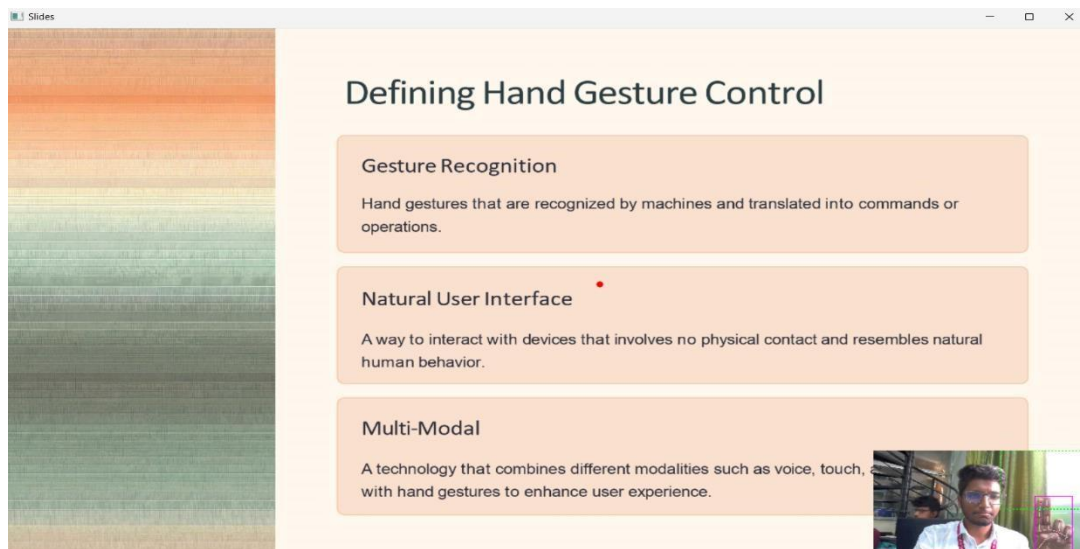 Slides
Defining Hand Gesture Control
Gesture Recognition
Hand gestures that are recognized by machines and translated into commands or
operations.
Natural User Interface
A way to interact with devices that involves no physical contact and resembles natural
human behavior.
Multi-Modal
A technology that combines different modalities such as voice, touch,
with hand gestures to enhance user experience.